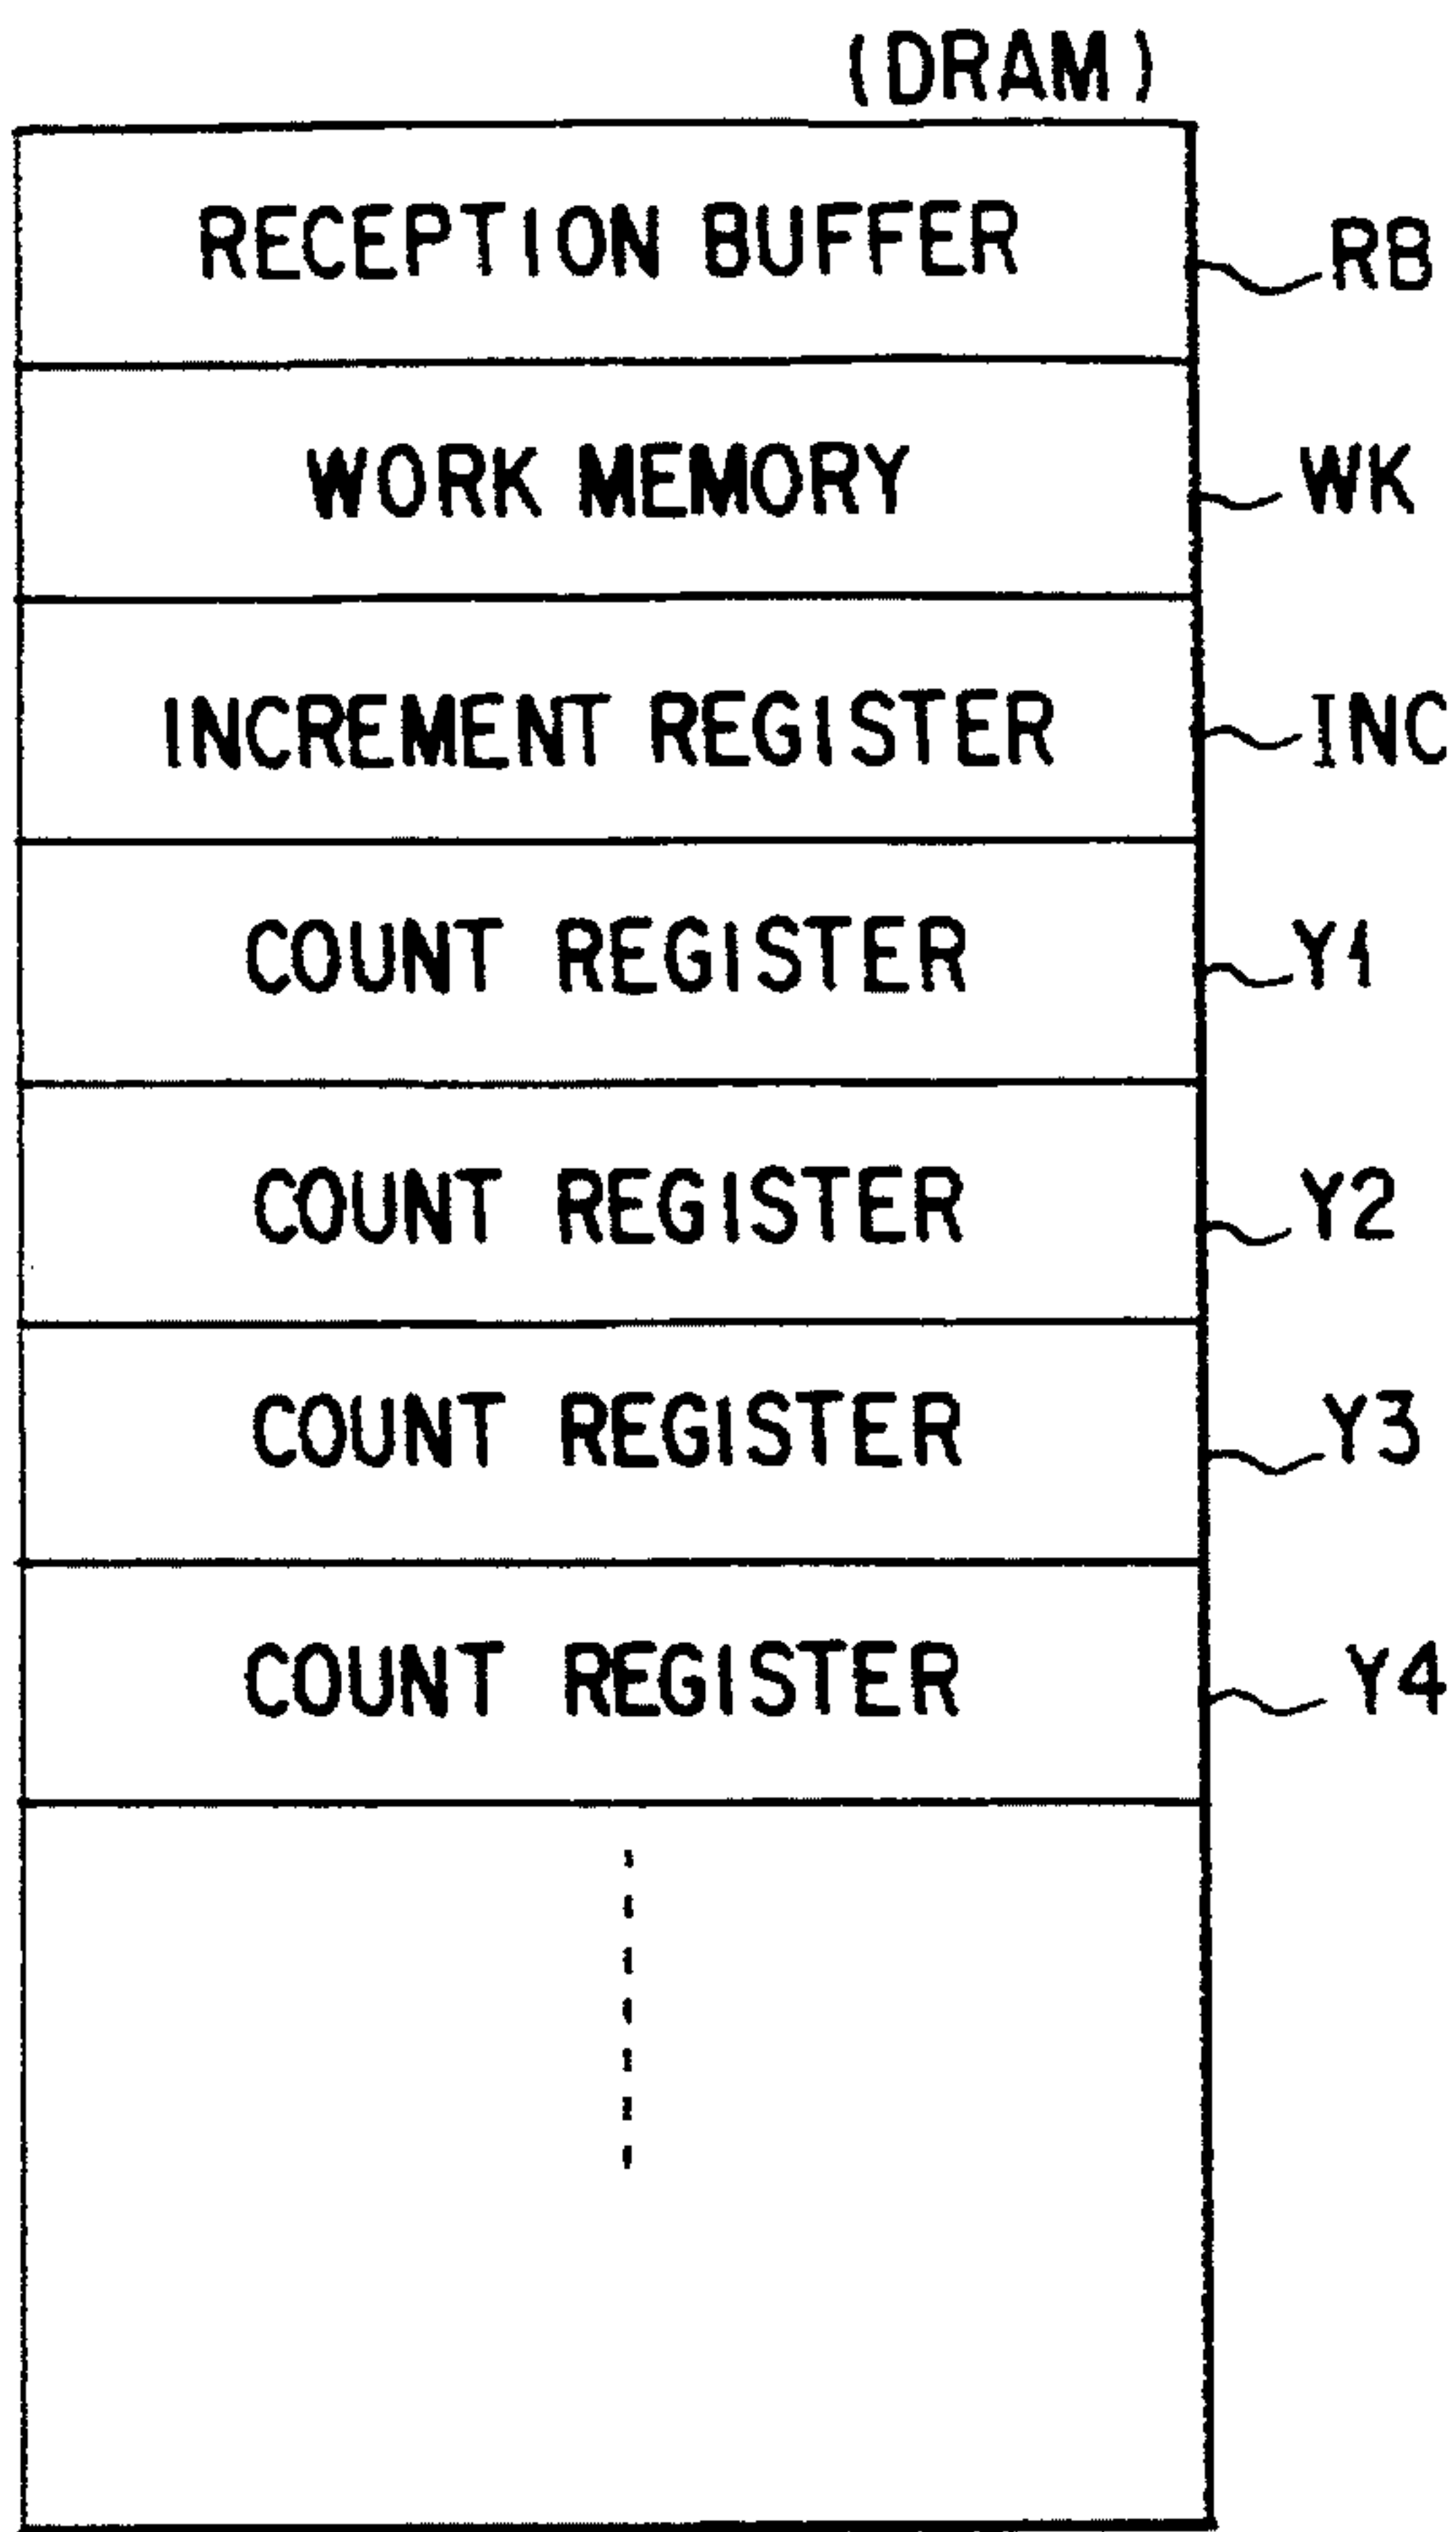 (DRAM)
RECEPTION BUFFER RB
WORK MEMORY WK
INCREMENT REGISTER INC
COUNT REGISTER Y1
COUNT REGISTER Y2
COUNT REGISTER Y3
COUNT REGISTER Y4